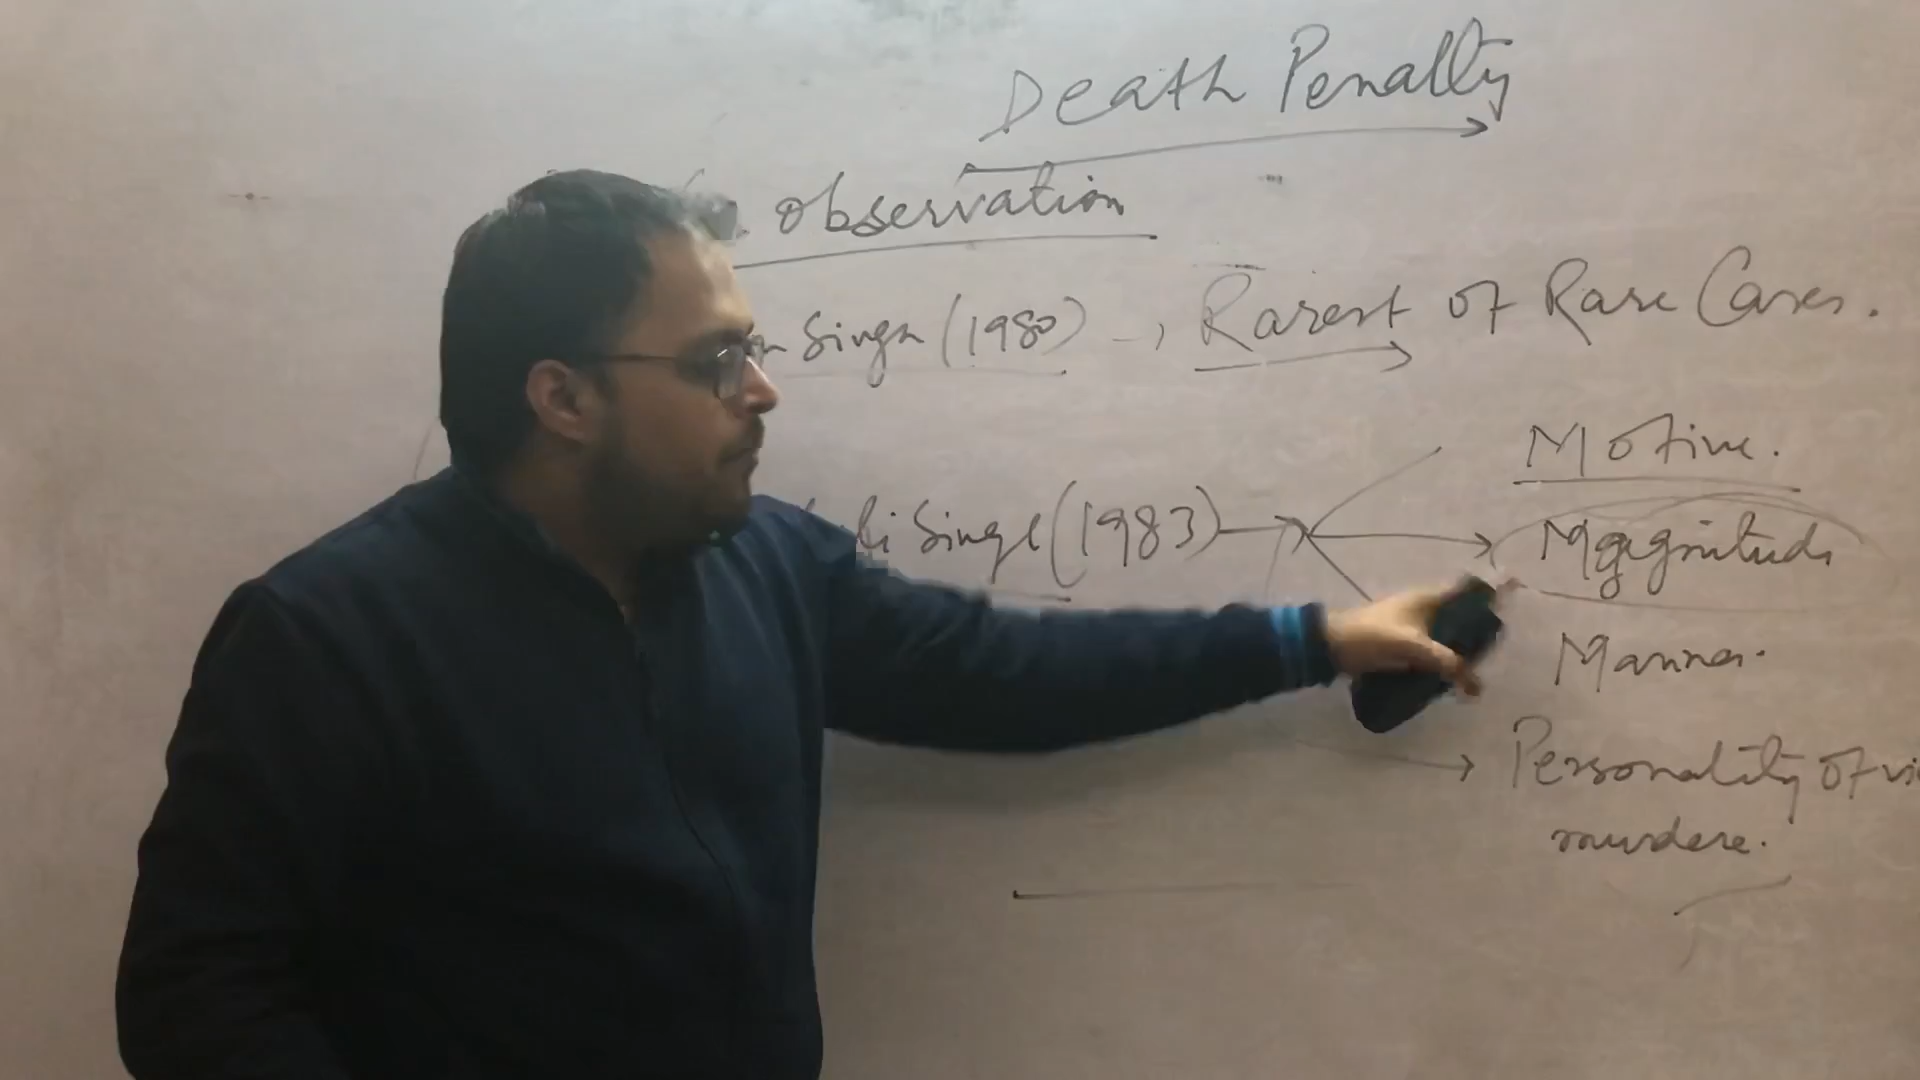 Death Penalty
observation
Singh (1980) → Rarest of Rare Cases.
Motive.
Singh (1983) → Magnitude
Manner.
Personality of
murdere.